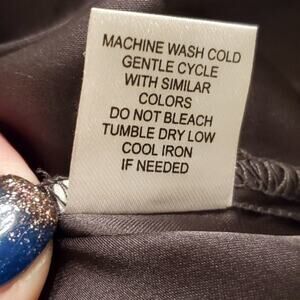 MACHINE WASH COLD
GENTLE CYCLE
WITH SIMILAR
COLORS
DO NOT BLEACH
TUMBLE DRY LOW
COOL IRON
IF NEEDED